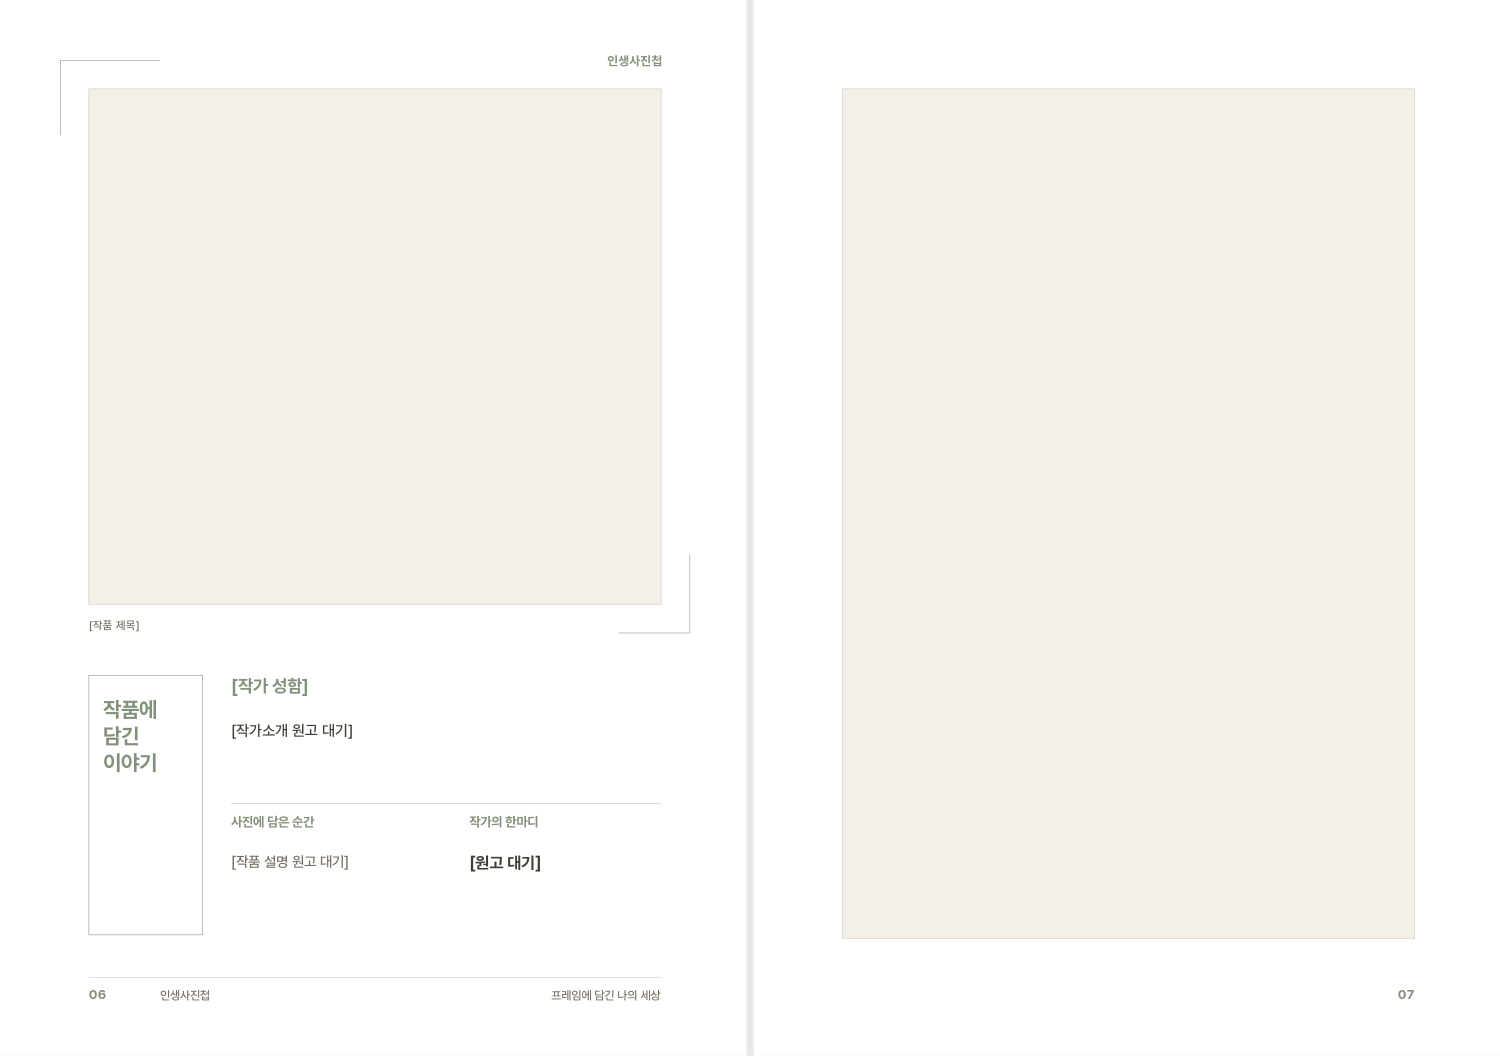 인생사진첩
[작품 제목]
작품에
담긴
이야기
[작가 성함]
[작가소개 원고 대기]
사진에 담은 순간
[작품 설명 원고 대기]
작가의 한마디
[원고 대기]
06
인생사진첩
프레임에 담긴 나의 세상
07